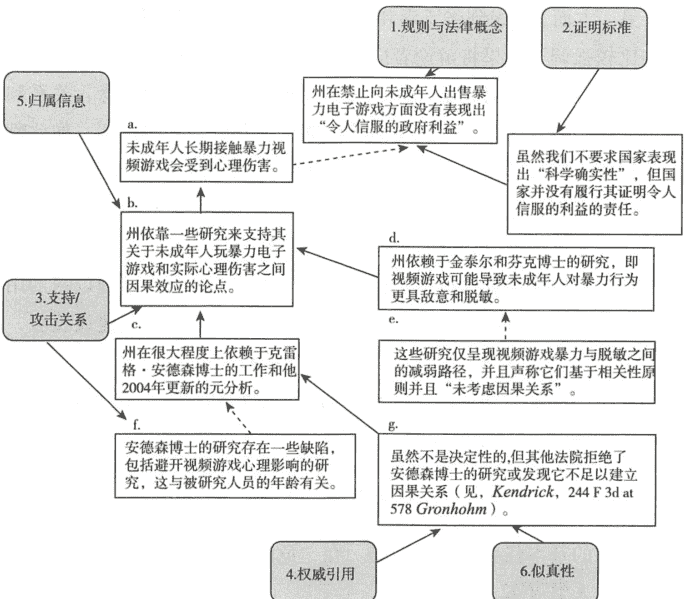 1.规则与法律概念
2.证明标准
5.归属信息
州在禁止向未成年人出售暴
力电子游戏方面没有表现出
“令人信服的政府利益”。
a.
未成年人长期接触暴力视
频游戏会受到心理伤害。
虽然我们不要求国家表现
出“科学确实性”，但国
家并没有履行其证明令人
信服的利益的责任。
b.
州依靠一些研究来支持其
关于未成年人玩暴力电子
游戏和实际心理伤害之间
因果效应的论点。
d.
州依赖于金泰尔和芬克博士的研究，即
视频游戏可能导致未成年人对暴力行为
更具敌意和脱敏。
3.支持/
攻击关系
c.
州在很大程度上依赖于克雷
格·安德森博士的工作和他
2004年更新的元分析。
e.
这些研究仅呈现视频游戏暴力与脱敏之间
的减弱路径，并且声称它们基于相关性原
则并且“未考虑因果关系”。
f.
安德森博士的研究存在一些缺陷，
包括避开视频游戏心理影响的研
究，这与被研究人员的年龄有关。
g.
虽然不是决定性的,但其他法院拒绝了
安德森博士的研究或发现它不足以建立
因果关系（见，Kendrick，244 F 3d at
578 Gronhohm）。
4.权威引用
6.似真性